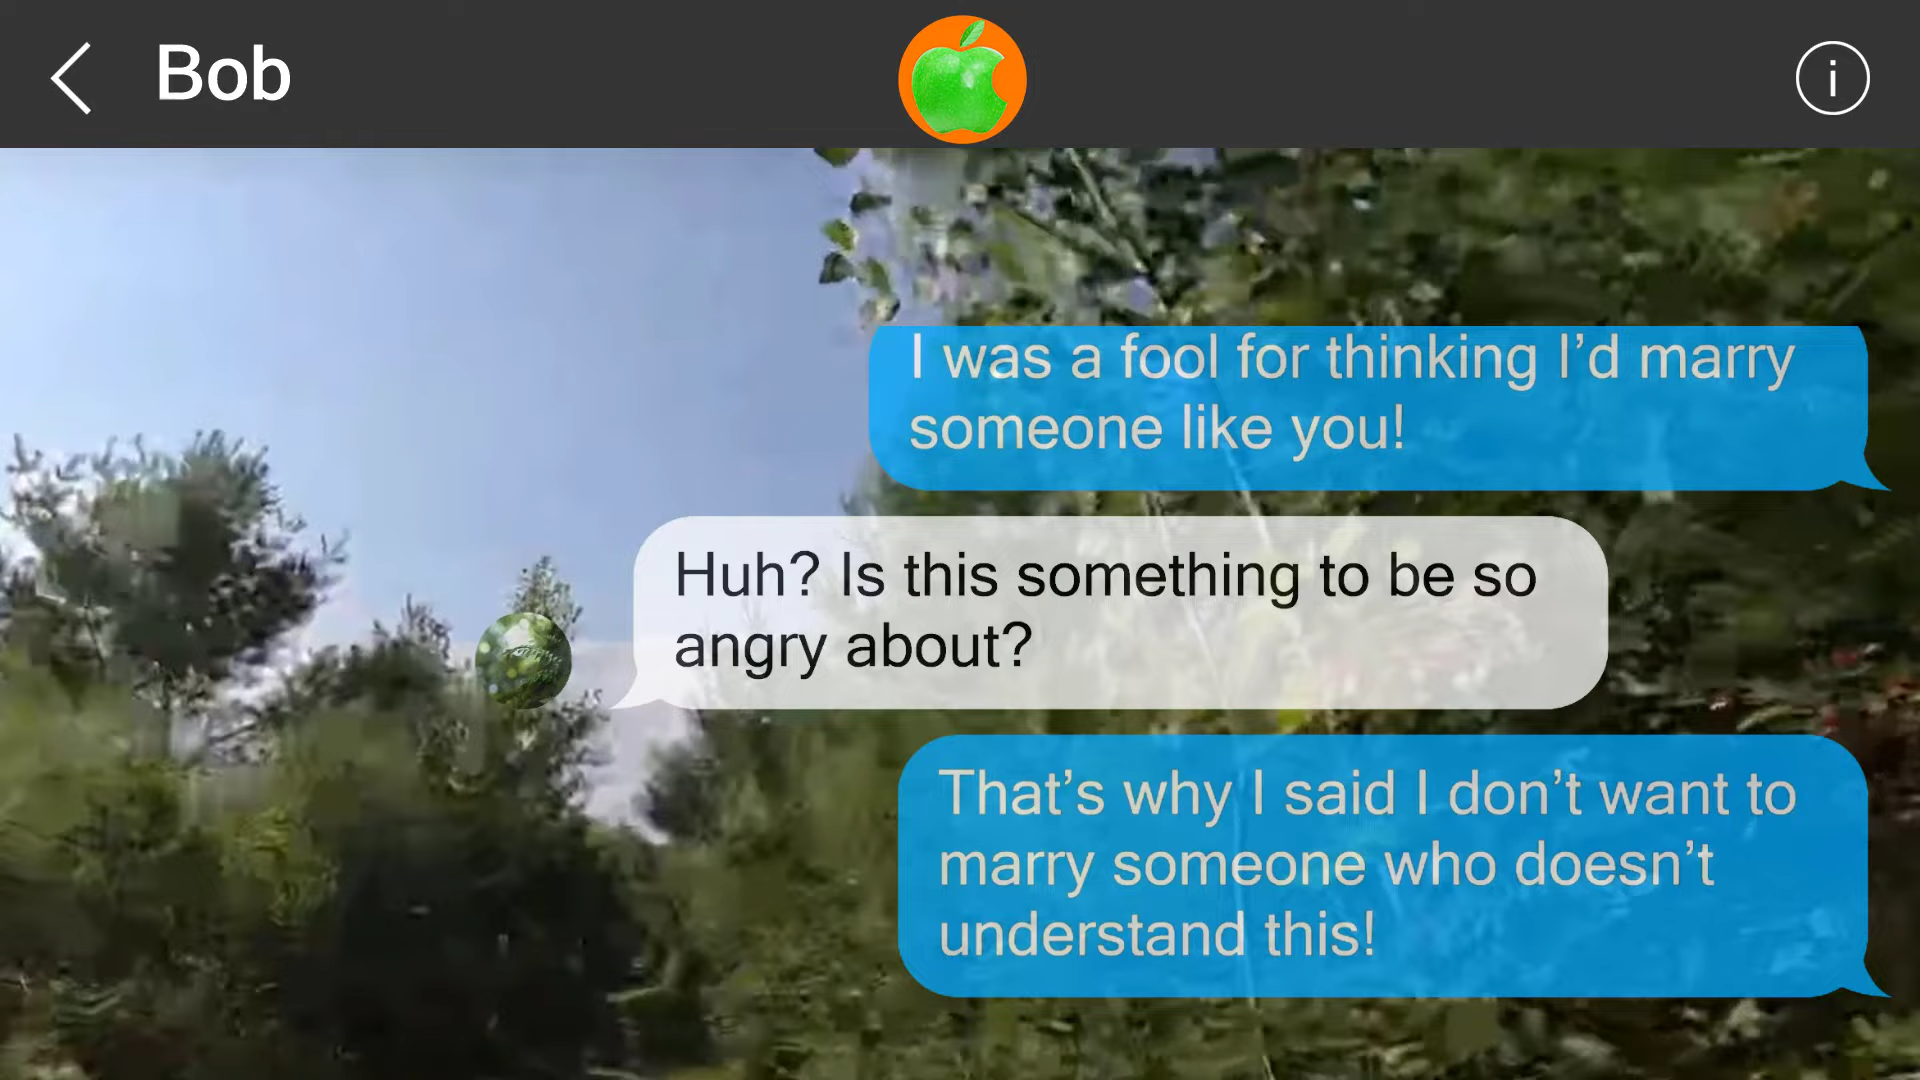 Bob
i
I was a fool for thinking I’d marry
someone like you!
Huh? Is this something to be so
angry about?
That’s why I said I don’t want to
marry someone who doesn’t
understand this!